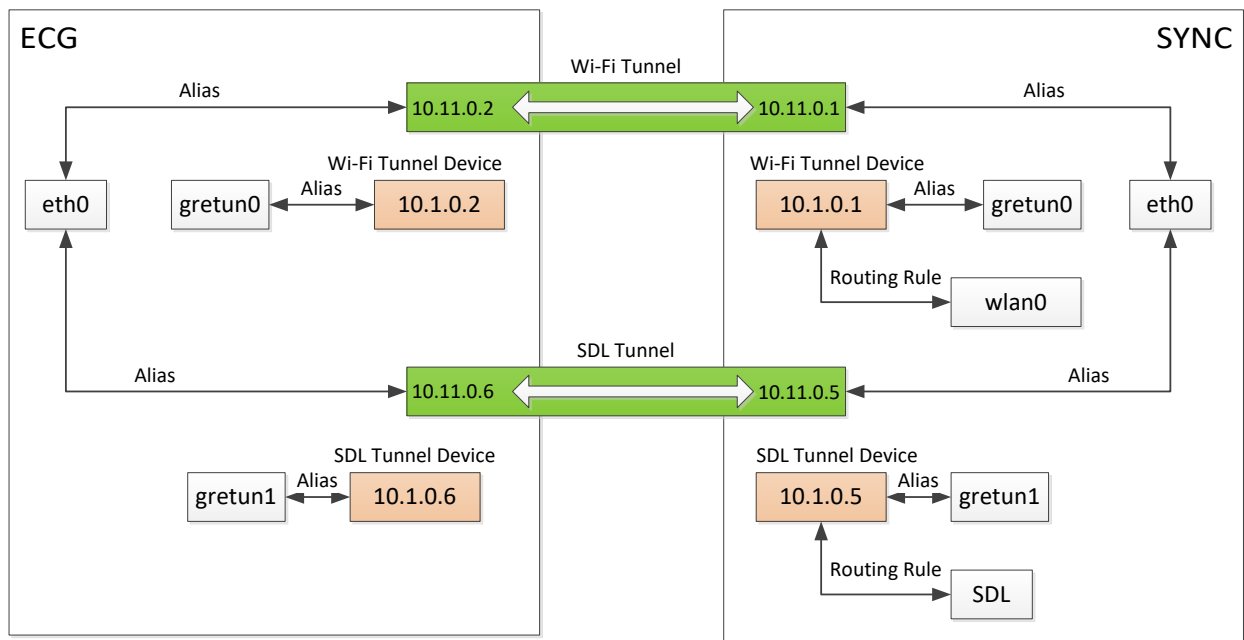 ECG
SYNC
Wi-Fi Tunnel
Alias
Alias
10.11.0.2
10.11.0.1
Wi-Fi Tunnel Device
Wi-Fi Tunnel Device
eth0
gretun0
Alias
10.1.0.2
10.1.0.1
Alias
gretun0
eth0
Routing Rule
wlan0
SDL Tunnel
Alias
Alias
10.11.0.6
10.11.0.5
SDL Tunnel Device
SDL Tunnel Device
gretun1
Alias
10.1.0.6
10.1.0.5
Alias
gretun1
Routing Rule
SDL